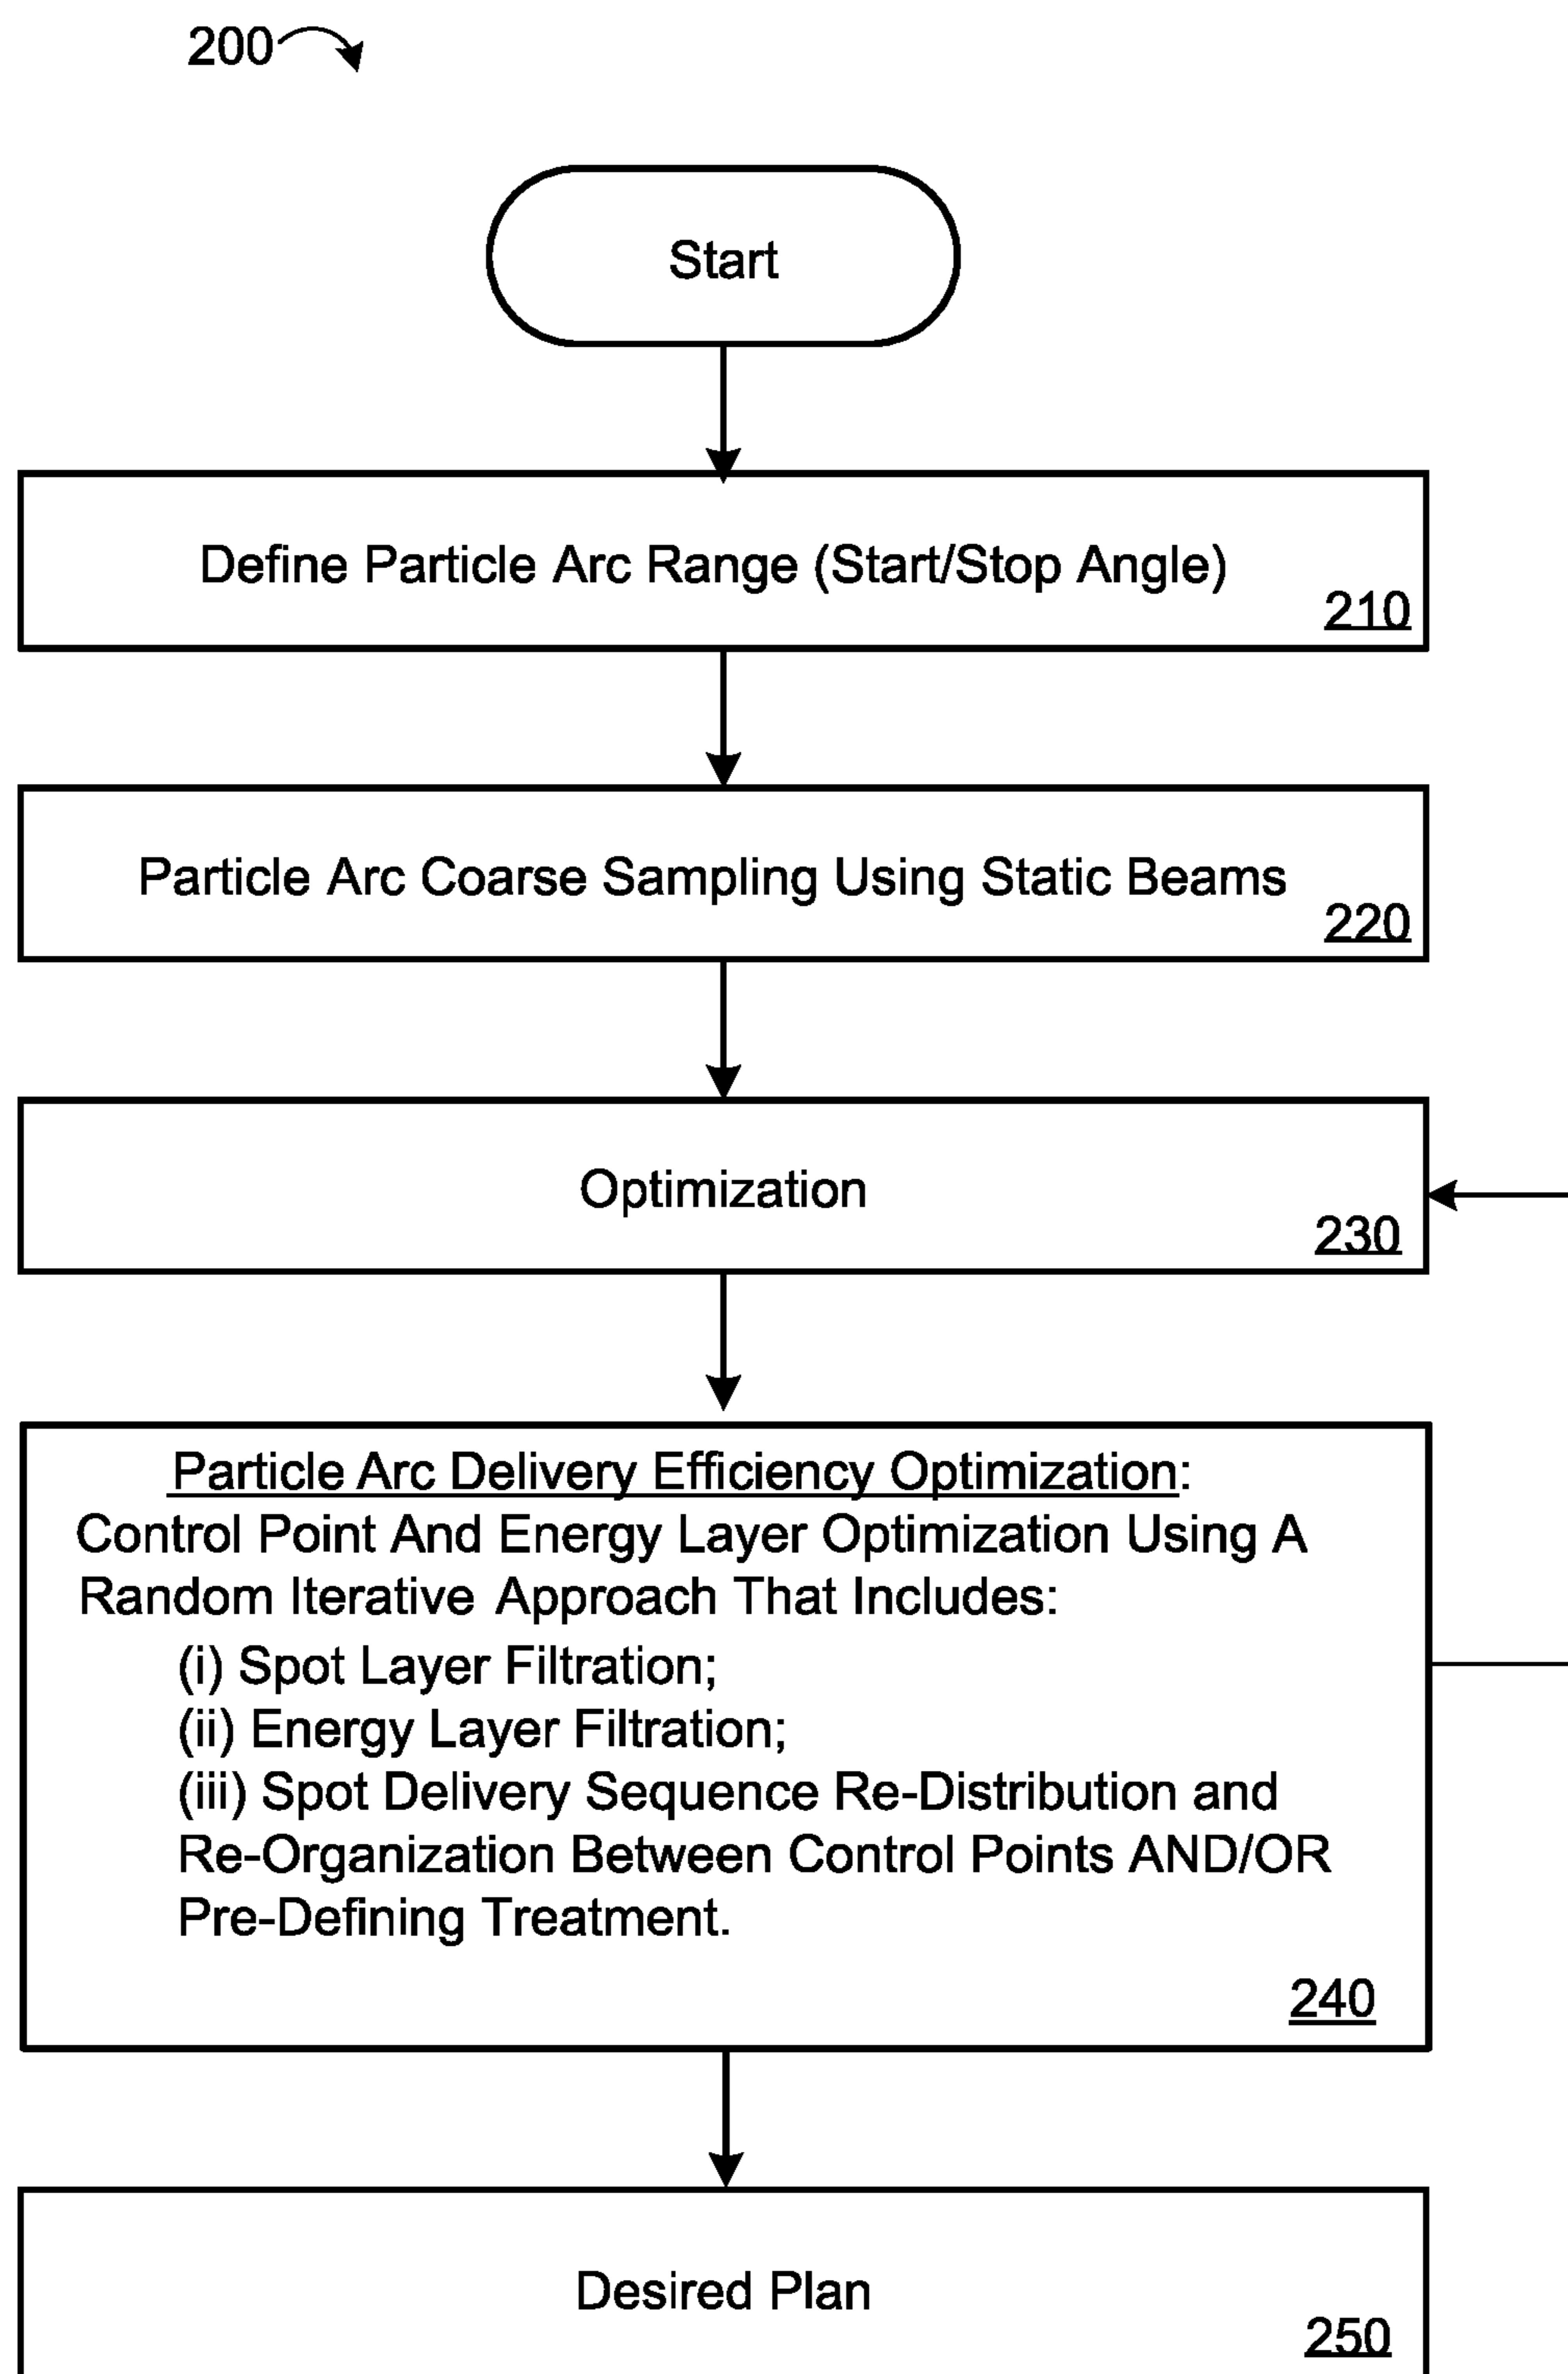 200
Start
Define Particle Arc Range (Start/Stop Angle)
210
Particle Arc Coarse Sampling Using Static Beams
220
Optimization
230
Particle Arc Delivery Efficiency Optimization:
Control Point And Energy Layer Optimization Using A
Random Iterative Approach That Includes:
(i) Spot Layer Filtration;
(ii) Energy Layer Filtration;
(iii) Spot Delivery Sequence Re-Distribution and
Re-Organization Between Control Points AND/OR
Pre-Defining Treatment.
240
Desired Plan
250